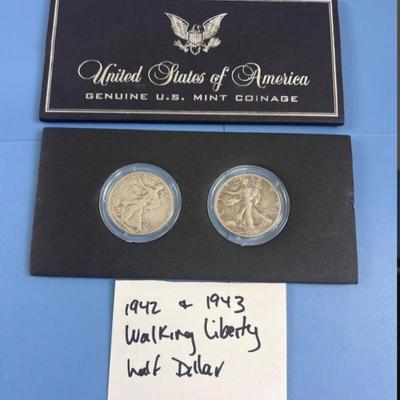 United States of America
GENUINE U.S. MINT COINAGE
1942 & 1943
Walking Liberty
half Dollar